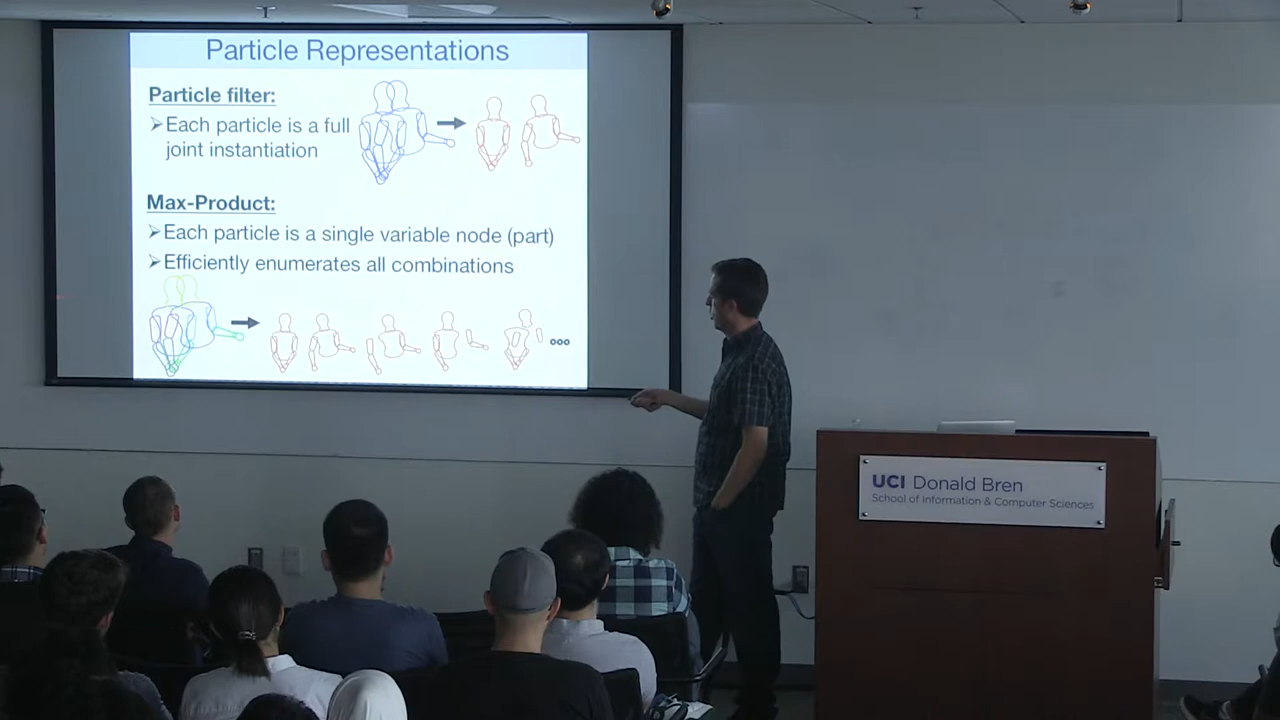 Particle Representations
Particle filter:
➢Each particle is a full
joint instantiation
Max-Product:
➢Each particle is a single variable node (part)
➢Efficiently enumerates all combinations
UCI Donald Bren
School of Information & Computer Sciences